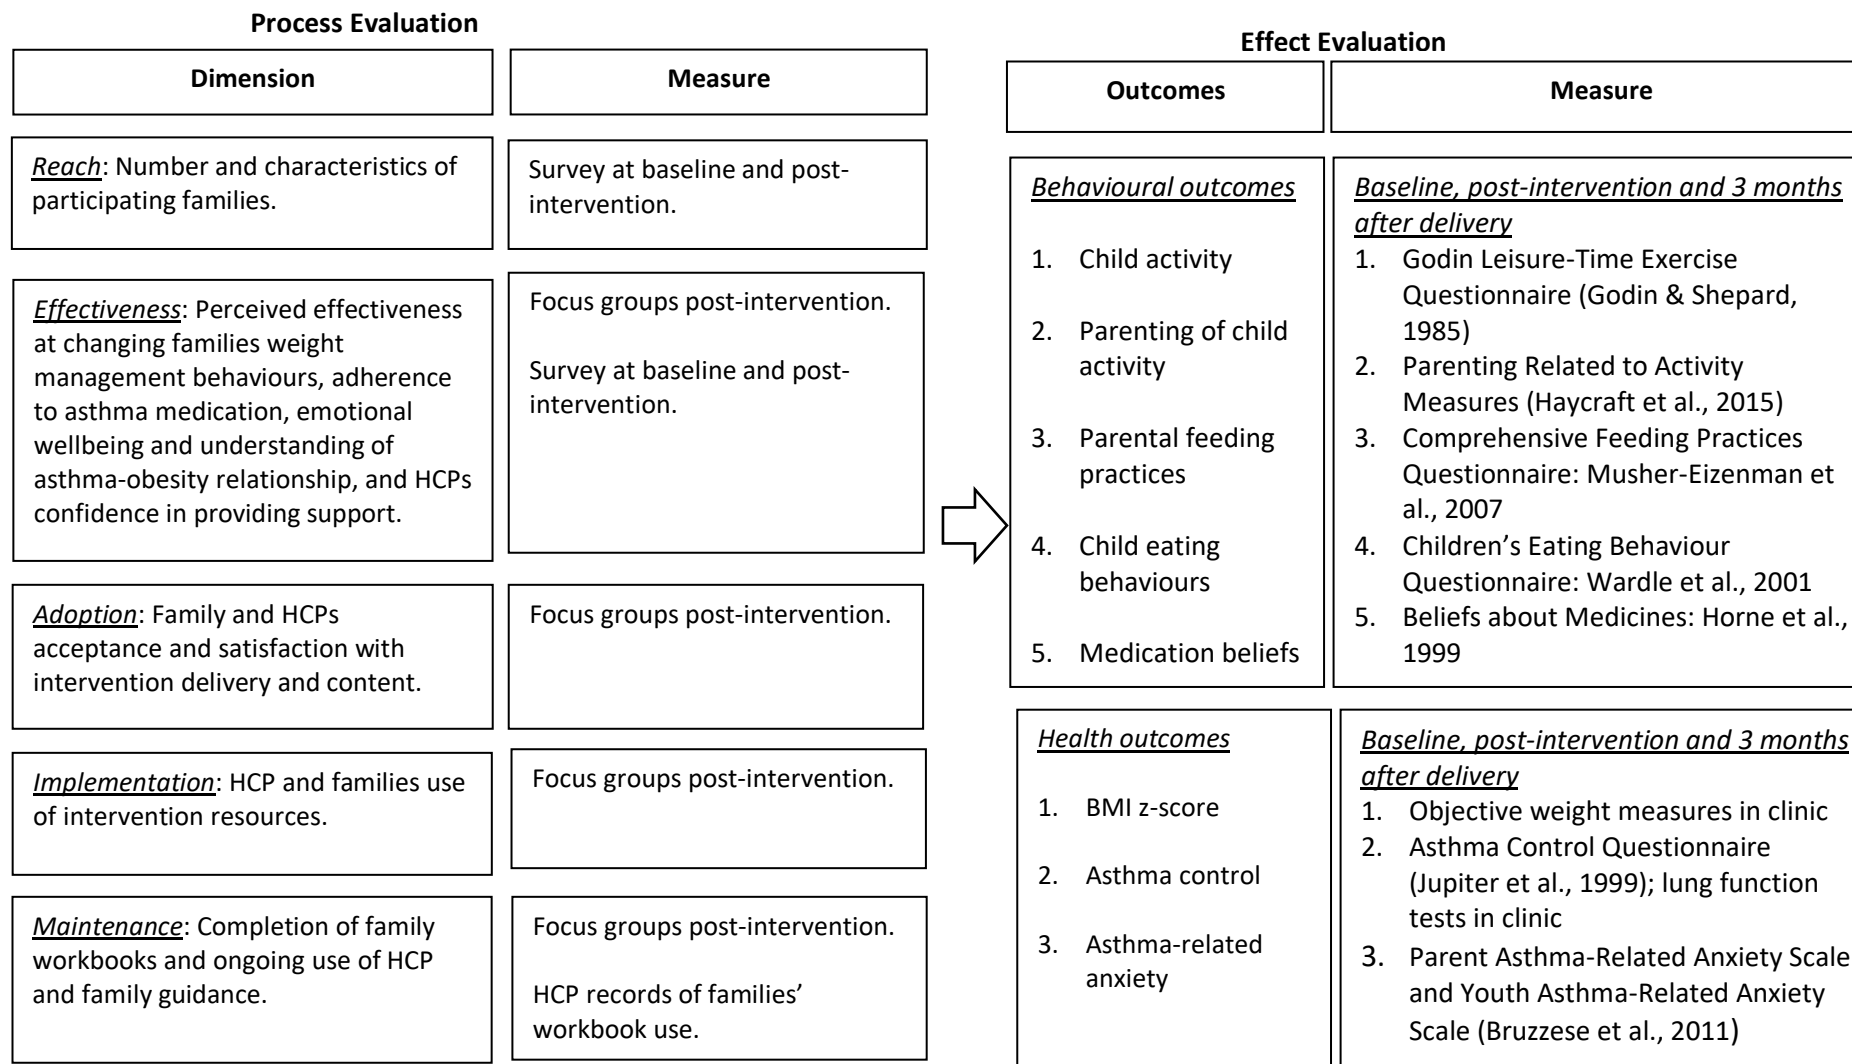 Process Evaluation
Dimension
Measure
Reach: Number and characteristics of
participating families.
Survey at baseline and post-
intervention.
Effectiveness: Perceived effectiveness
at changing families weight
management behaviours, adherence
to asthma medication, emotional
wellbeing and understanding of
asthma-obesity relationship, and HCPs
confidence in providing support.
Focus groups post-intervention.
Survey at baseline and post-
intervention.
Adoption: Family and HCPs
acceptance and satisfaction with
intervention delivery and content.
Focus groups post-intervention.
Implementation: HCP and families use
of intervention resources.
Focus groups post-intervention.
Maintenance: Completion of family
workbooks and ongoing use of HCP
and family guidance.
Focus groups post-intervention.
HCP records of families’
workbook use.
Effect Evaluation
Outcomes
Measure
Behavioural outcomes
1. Child activity
2. Parenting of child
activity
3. Parental feeding
practices
4. Child eating
behaviours
5. Medication beliefs
Baseline, post-intervention and 3 months
after delivery
1. Godin Leisure-Time Exercise
Questionnaire (Godin & Shepard,
1985)
2. Parenting Related to Activity
Measures (Haycraft et al., 2015)
3. Comprehensive Feeding Practices
Questionnaire: Musher-Eizenman et
al., 2007
4. Children’s Eating Behaviour
Questionnaire: Wardle et al., 2001
5. Beliefs about Medicines: Horne et al.,
1999
Health outcomes
1. BMI z-score
2. Asthma control
3. Asthma-related
anxiety
Baseline, post-intervention and 3 months
after delivery
1. Objective weight measures in clinic
2. Asthma Control Questionnaire
(Jupiter et al., 1999); lung function
tests in clinic
3. Parent Asthma-Related Anxiety Scale
and Youth Asthma-Related Anxiety
Scale (Bruzzese et al., 2011)